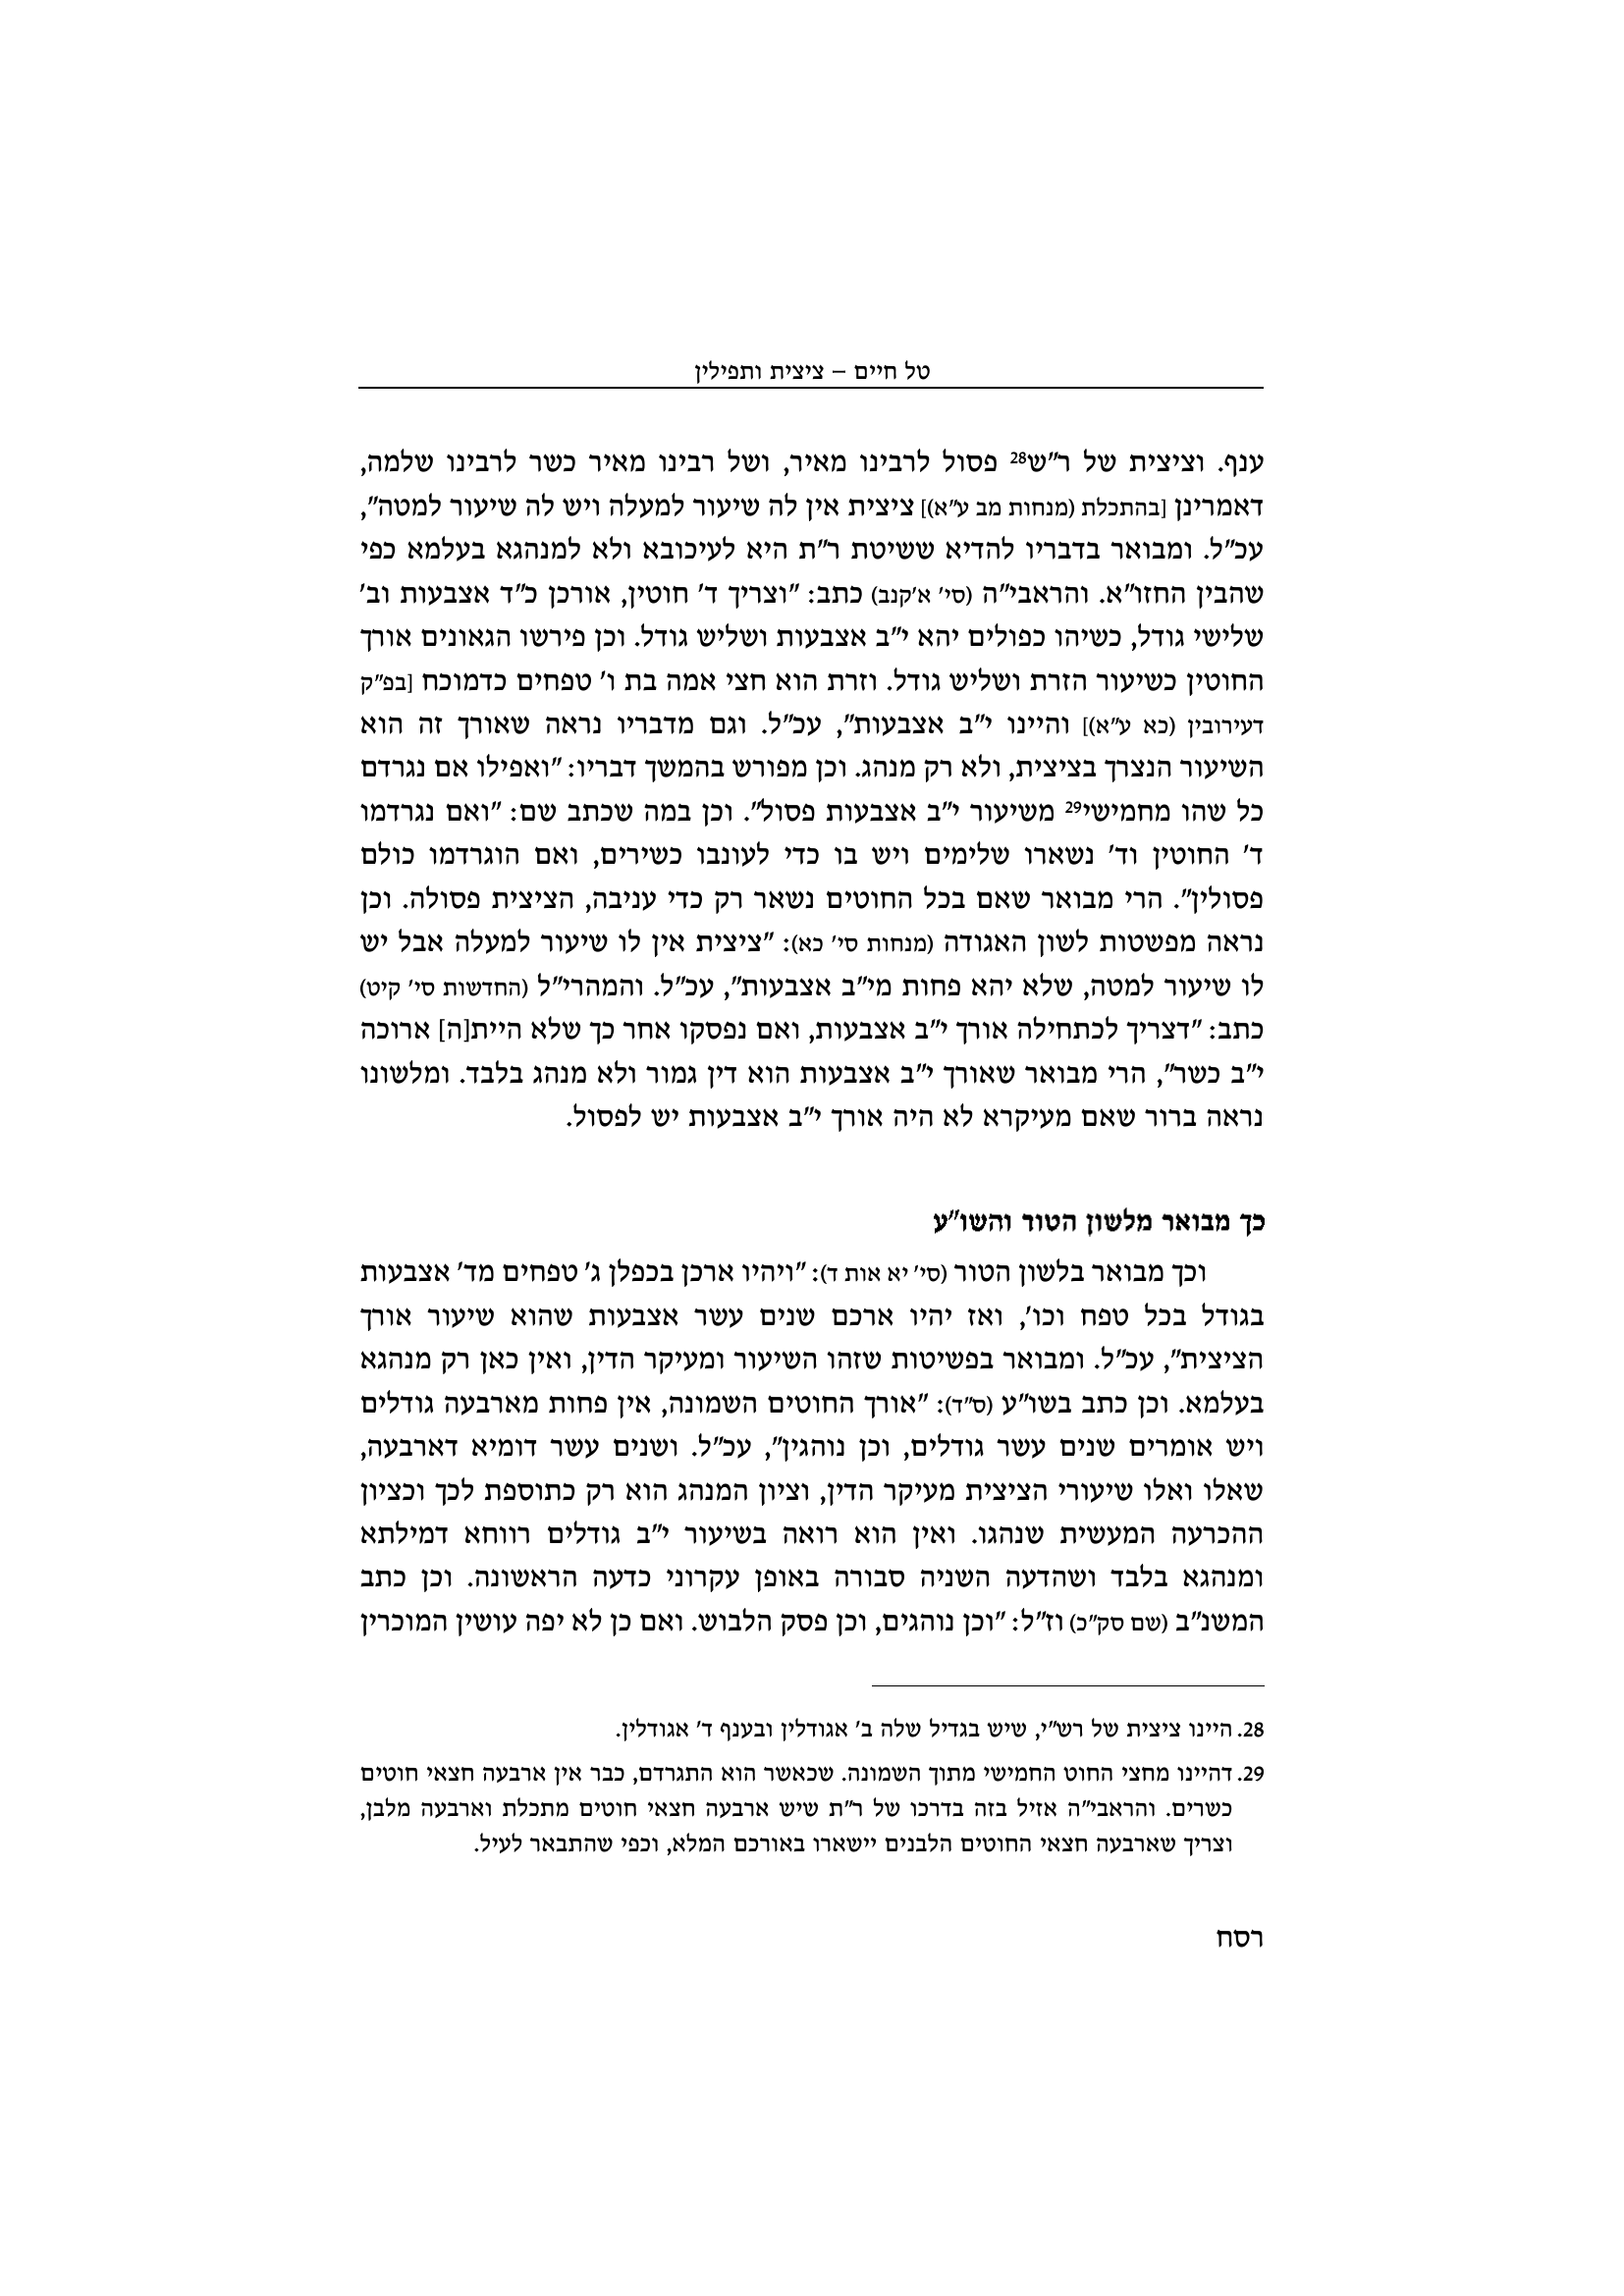 טל חיים – ציצית ותפילין
ענף. וציצית של ר"ש28 פסול לרבינו מאיר, ושל רבינו מאיר כשר לרבינו שלמה,
דאמרינן [בהתכלת (מנחות מב ע"א)] ציצית אין לה שיעור למעלה ויש לה שיעור למטה",
עכ"ל. ומבואר בדבריו להדיא ששיטת ר"ת היא לעיכובא ולא למנהגא בעלמא כפי
שהבין החזו"א. והראבי"ה (סי' א'קנב) כתב: "וצריך ד' חוטין, אורכן כ"ד אצבעות וב'
שלישי גודל, כשיהו כפולים יהא י"ב אצבעות ושליש גודל. וכן פירשו הגאונים אורך
החוטין כשיעור הזרת ושליש גודל. וזרת הוא חצי אמה בת ו' טפחים כדמוכח [בפ"ק
דעירובין (כא ע"א)] והיינו י"ב אצבעות", עכ"ל. וגם מדבריו נראה שאורך זה הוא
השיעור הנצרך בציצית, ולא רק מנהג. וכן מפורש בהמשך דבריו: "ואפילו אם נגרדם
כל שהו מחמישי29 משיעור י"ב אצבעות פסול". וכן במה שכתב שם: "ואם נגרדמו
ד' החוטין וד' נשארו שלימים ויש בו כדי לעונבו כשירים, ואם הוגרדמו כולם
פסולין". הרי מבואר שאם בכל החוטים נשאר רק כדי עניבה, הציצית פסולה. וכן
נראה מפשטות לשון האגודה (מנחות סי' כא): "ציצית אין לו שיעור למעלה אבל יש
לו שיעור למטה, שלא יהא פחות מי"ב אצבעות", עכ"ל. והמהרי"ל (החדשות סי' קיט)
כתב: "דצריך לכתחילה אורך י"ב אצבעות, ואם נפסקו אחר כך שלא היית[ה] ארוכה
י"ב כשר", הרי מבואר שאורך י"ב אצבעות הוא דין גמור ולא מנהג בלבד. ומלשונו
נראה ברור שאם מעיקרא לא היה אורך י"ב אצבעות יש לפסול.
כך מבואר מלשון הטור והשו"ע
וכך מבואר בלשון הטור (סי' יא אות ד): "ויהיו ארכן בכפלן ג' טפחים מד' אצבעות
בגודל בכל טפח וכו', ואז יהיו ארכם שנים עשר אצבעות שהוא שיעור אורך
הציצית", עכ"ל. ומבואר בפשיטות שזהו השיעור ומעיקר הדין, ואין כאן רק מנהגא
בעלמא. וכן כתב בשו"ע (ס"ד): "אורך החוטים השמונה, אין פחות מארבעה גודלים
ויש אומרים שנים עשר גודלים, וכן נוהגין", עכ"ל. ושנים עשר דומיא דארבעה,
שאלו ואלו שיעורי הציצית מעיקר הדין, וציון המנהג הוא רק כתוספת לכך וכציון
ההכרעה המעשית שנהגו. ואין הוא רואה בשיעור י"ב גודלים רווחא דמילתא
ומנהגא בלבד ושהדעה השניה סבורה באופן עקרוני כדעה הראשונה. וכן כתב
המשנ"ב (שם סק"כ) וז"ל: "וכן נוהגים, וכן פסק הלבוש. ואם כן לא יפה עושין המוכרין
28. היינו ציצית של רש"י, שיש בגדיל שלה ב' אגודלין ובענף ד' אגודלין.
29. דהיינו מחצי החוט החמישי מתוך השמונה. שכאשר הוא התגרדם, כבר אין ארבעה חצאי חוטים
כשרים. והראבי"ה אזיל בזה בדרכו של ר"ת שיש ארבעה חצאי חוטים מתכלת וארבעה מלבן,
וצריך שארבעה חצאי החוטים הלבנים יישארו באורכם המלא, וכפי שהתבאר לעיל.
רסח